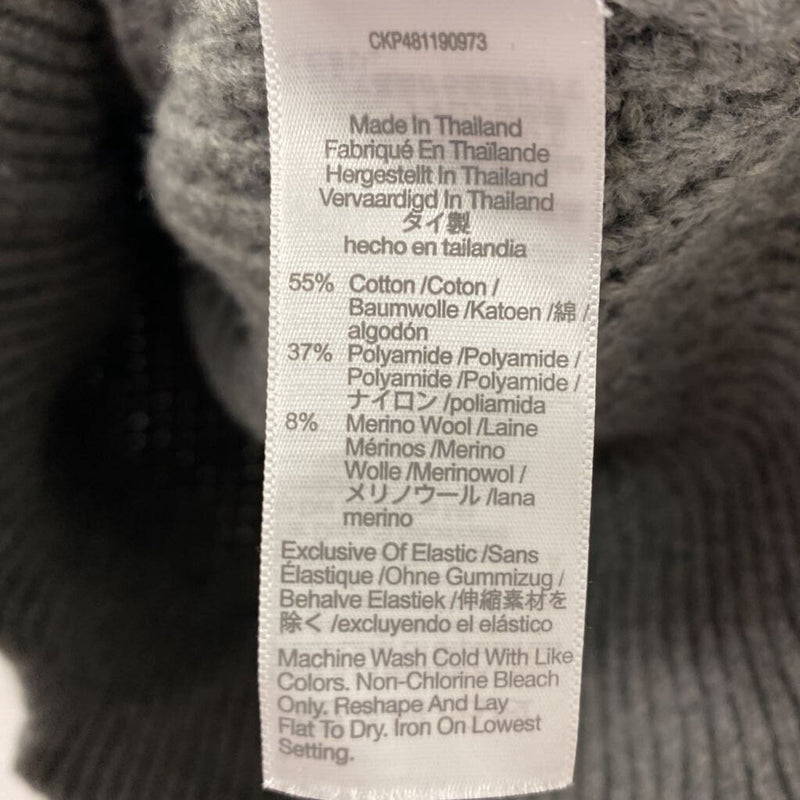 CKP481190973
Made In Thailand
Fabriqué En Thaïlande
Hergestellt In Thailand
Vervaardigd In Thailand
タイ製
hecho en tailandia
55% Cotton /Coton /
Baumwolle /Katoen /綿 /
algodón
37% Polyamide /Polyamide /
Polyamide /Polyamide /
ナイロン /poliamida
8% Merino Wool /Laine
Mérinos /Merino
Wolle /Merinowol /
メリノウール /lana
merino
Exclusive Of Elastic /Sans
Élastique /Ohne Gummizug /
Behalve Elastiek /伸縮素材を
除く /excluyendo el elástico
Machine Wash Cold With Like
Colors. Non-Chlorine Bleach
Only. Reshape And Lay
Flat To Dry. Iron On Lowest
Setting.